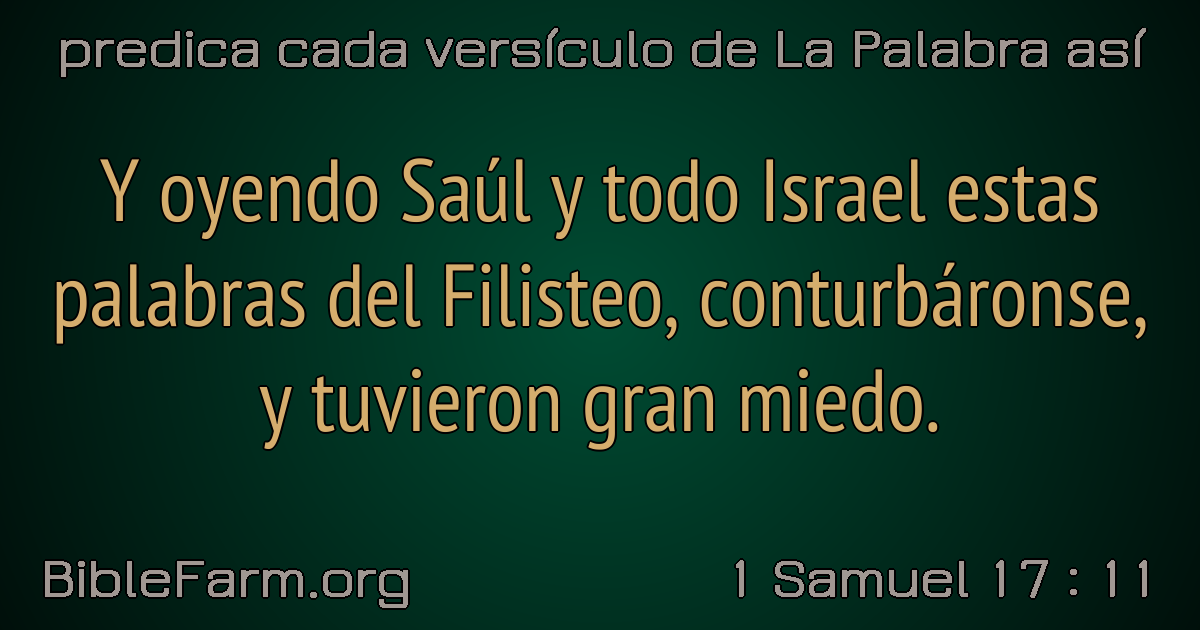 predica cada versículo de La Palabra así
Y oyendo Saúl y todo Israel estas
palabras del Filisteo, conturbáronse,
y tuvieron gran miedo.
BibleFarm.org
1 Samuel 17 : 11